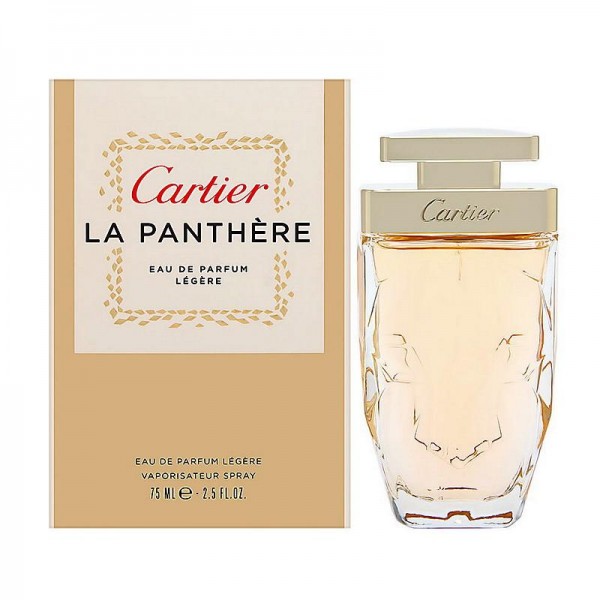 Cartier
LA PANTHÈRE
EAU DE PARFUM
LÉGÈRE
EAU DE PARFUM LÉGÈRE
VAPORISATEUR SPRAY
75 ML ℮ - 2,5 FL.OZ.
Cartier